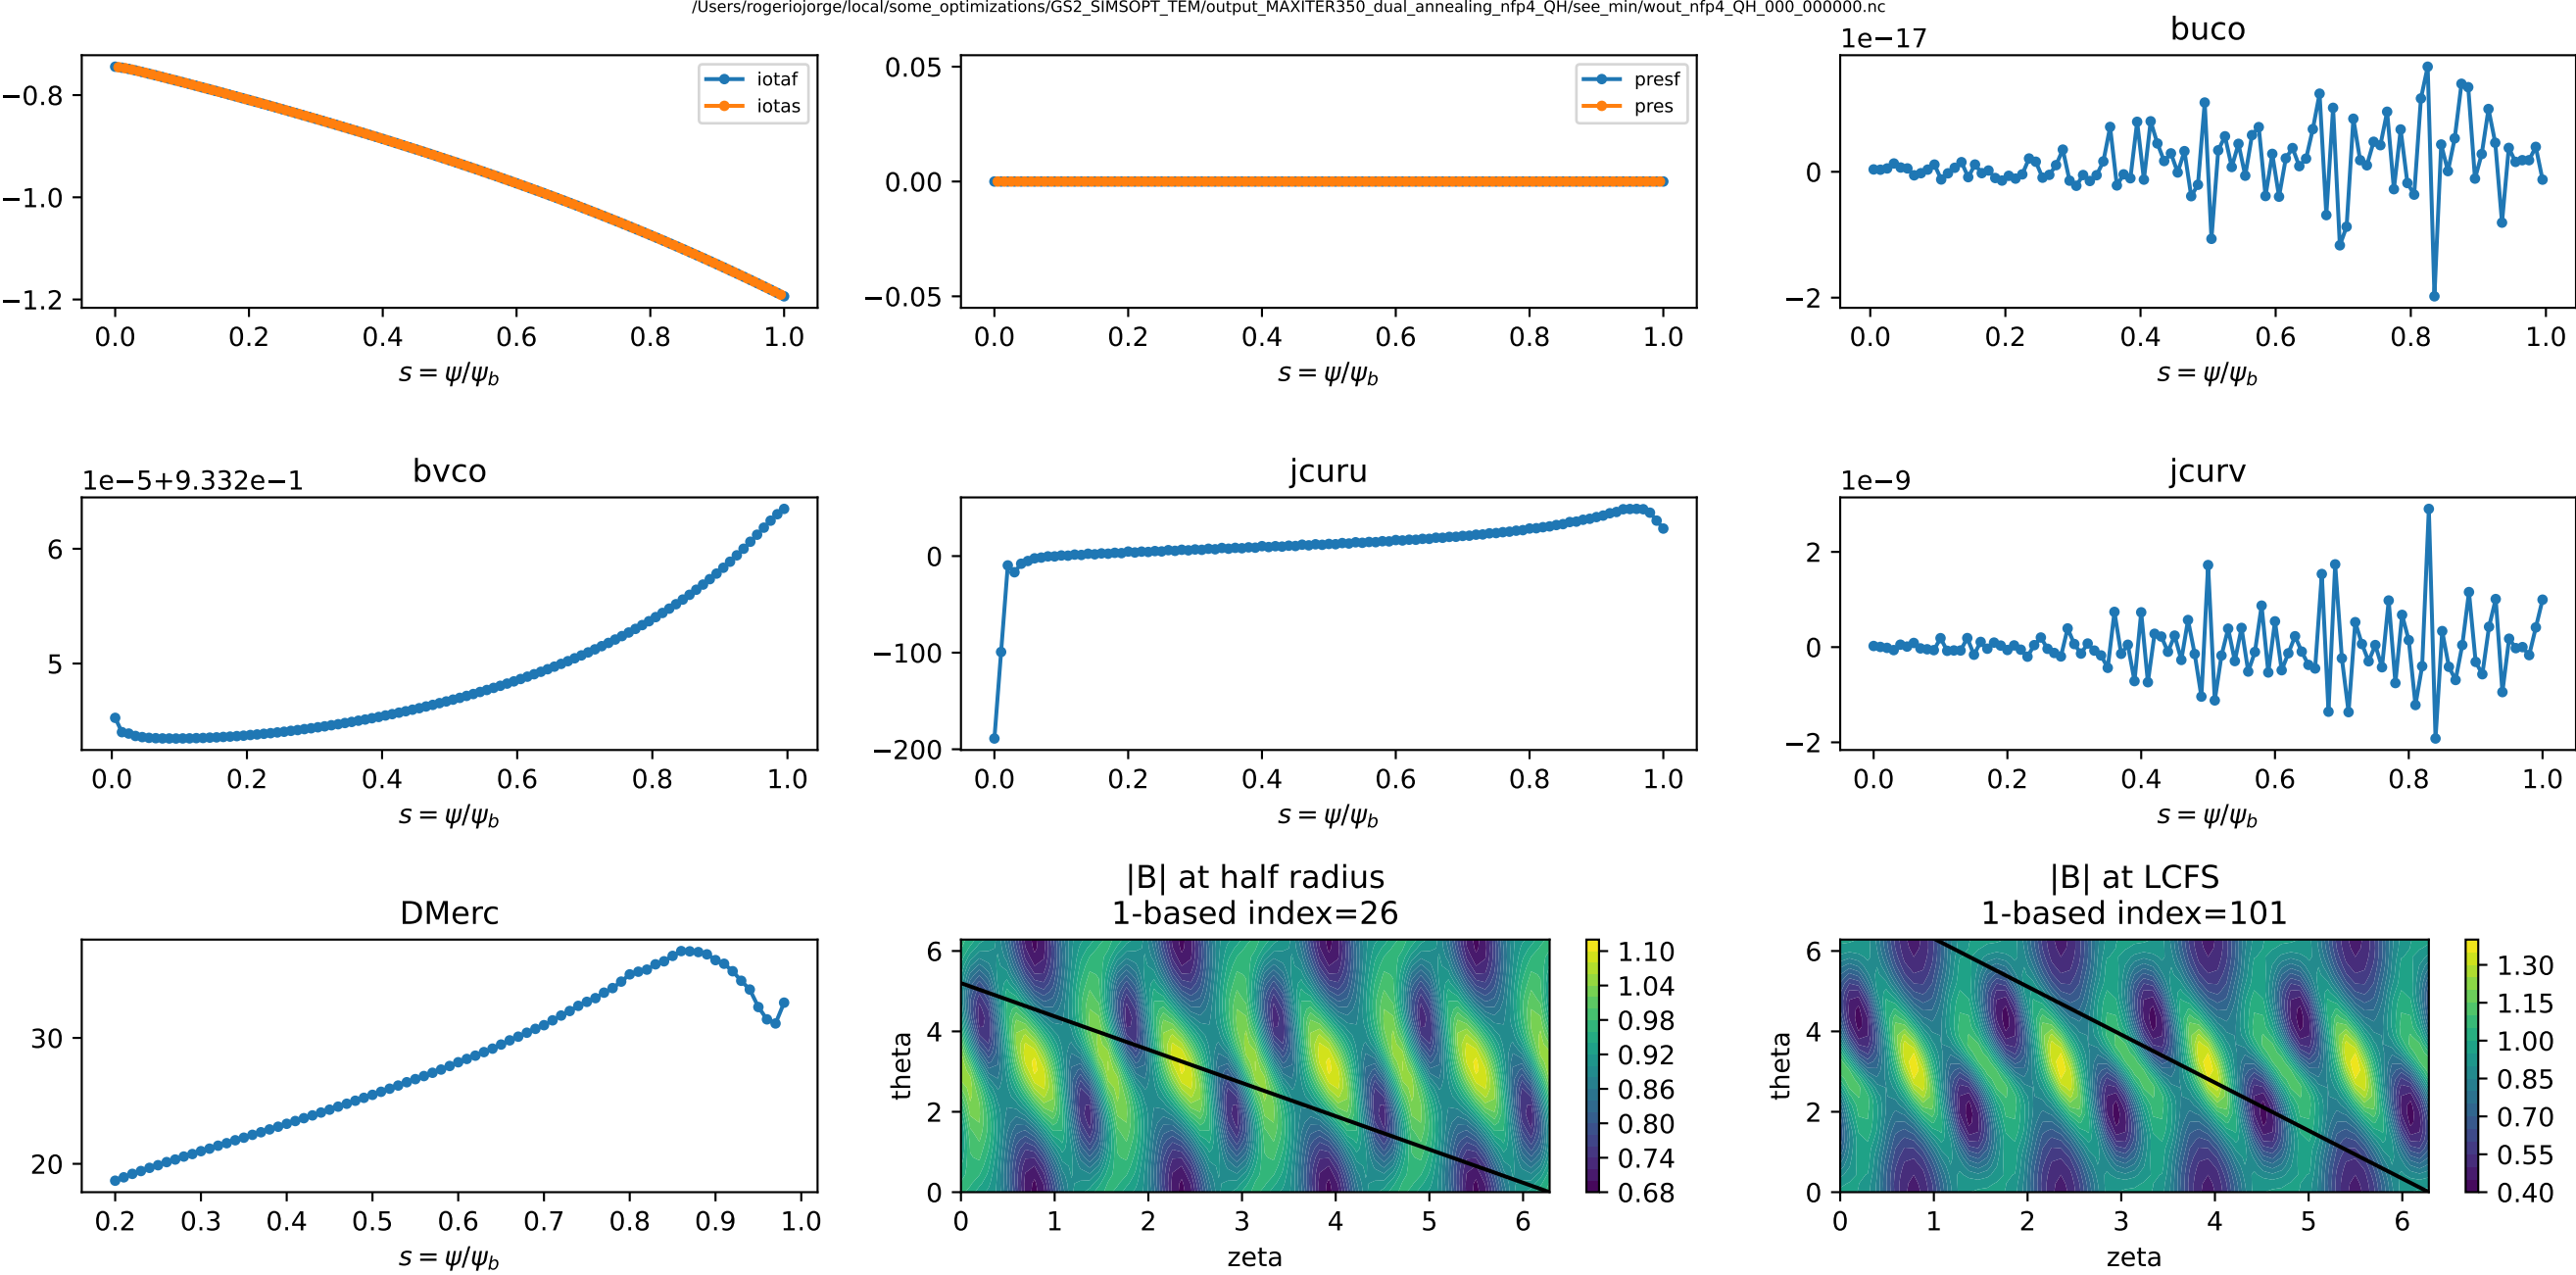 /Users/rogeriojorge/local/some_optimizations/GS2_SIMSOPT_TEM/output_MAXITER350_dual_annealing_nfp4_QH/see_min/wout_nfp4_QH_000_000000.nc
iotaf
iotas
−0.8
−1.0
−1.2
0.0 0.2 0.4 0.6 0.8 1.0
s = ψ/ψb
presf
pres
0.05
0.00
−0.05
0.0 0.2 0.4 0.6 0.8 1.0
s = ψ/ψb
buco
1e−17
0
−2
0.0 0.2 0.4 0.6 0.8 1.0
s = ψ/ψb
bvco
1e−5+9.332e−1
6
5
0.0 0.2 0.4 0.6 0.8 1.0
s = ψ/ψb
jcuru
0
−100
−200
0.0 0.2 0.4 0.6 0.8 1.0
s = ψ/ψb
jcurv
1e−9
2
0
−2
0.0 0.2 0.4 0.6 0.8 1.0
s = ψ/ψb
DMerc
30
20
0.2 0.3 0.4 0.5 0.6 0.7 0.8 0.9 1.0
s = ψ/ψb
|B| at half radius
1-based index=26
theta
6
4
2
0
0 1 2 3 4 5 6
zeta
1.10
1.04
0.98
0.92
0.86
0.80
0.74
0.68
|B| at LCFS
1-based index=101
theta
6
4
2
0
0 1 2 3 4 5 6
zeta
1.30
1.15
1.00
0.85
0.70
0.55
0.40